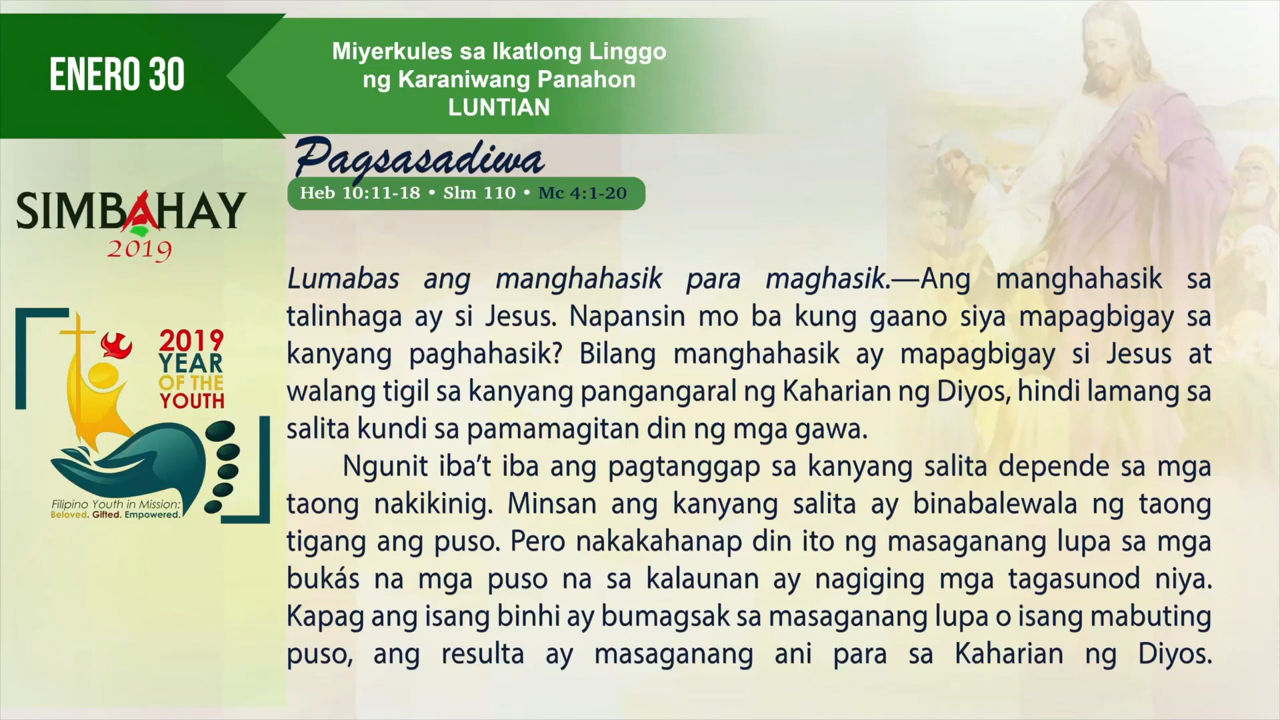 ENERO 30
Miyerkules sa Ikatlong Linggo
ng Karaniwang Panahon
LUNTIAN
Pagsasadiwa
Heb 10:11-18 • Slm 110 • Mc 4:1-20
SIMBAHAY
2019
2019
YEAR
OF THE
YOUTH
Filipino Youth in Mission:
Beloved. Gifted. Empowered.
Lumabas ang manghahasik para maghasik.—Ang manghahasik sa
talinhaga ay si Jesus. Napansin mo ba kung gaano siya mapagbigay sa
kanyang paghahasik? Bilang manghahasik ay mapagbigay si Jesus at
walang tigil sa kanyang pangangaral ng Kaharian ng Diyos, hindi lamang sa
salita kundi sa pamamagitan din ng mga gawa.
Ngunit iba’t iba ang pagtanggap sa kanyang salita depende sa mga
taong nakikinig. Minsan ang kanyang salita ay binabalewala ng taong
tigang ang puso. Pero nakakahanap din ito ng masaganang lupa sa mga
bukás na mga puso na sa kalaunan ay nagiging mga tagasunod niya.
Kapag ang isang binhi ay bumagsak sa masaganang lupa o isang mabuting
puso, ang resulta ay masaganang ani para sa Kaharian ng Diyos.